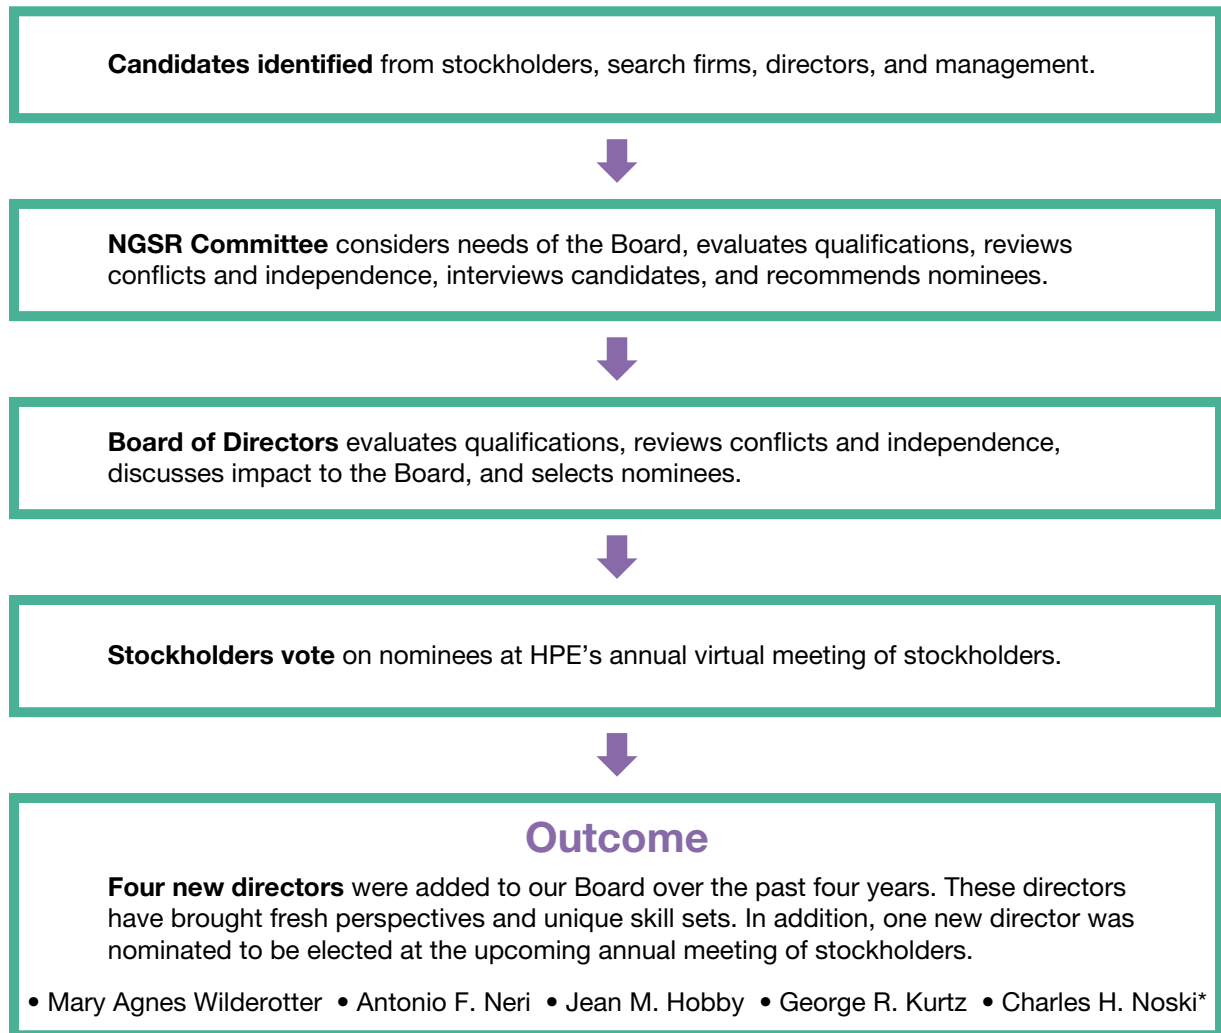 Candidates identified from stockholders, search firms, directors, and management.
NGSR Committee considers needs of the Board, evaluates qualifications, reviews
conflicts and independence, interviews candidates, and recommends nominees.
Board of Directors evaluates qualifications, reviews conflicts and independence,
discusses impact to the Board, and selects nominees.
Stockholders vote on nominees at HPE’s annual virtual meeting of stockholders.
Outcome
Four new directors were added to our Board over the past four years. These directors
have brought fresh perspectives and unique skill sets. In addition, one new director was
nominated to be elected at the upcoming annual meeting of stockholders.
• Mary Agnes Wilderotter • Antonio F. Neri • Jean M. Hobby • George R. Kurtz • Charles H. Noski*